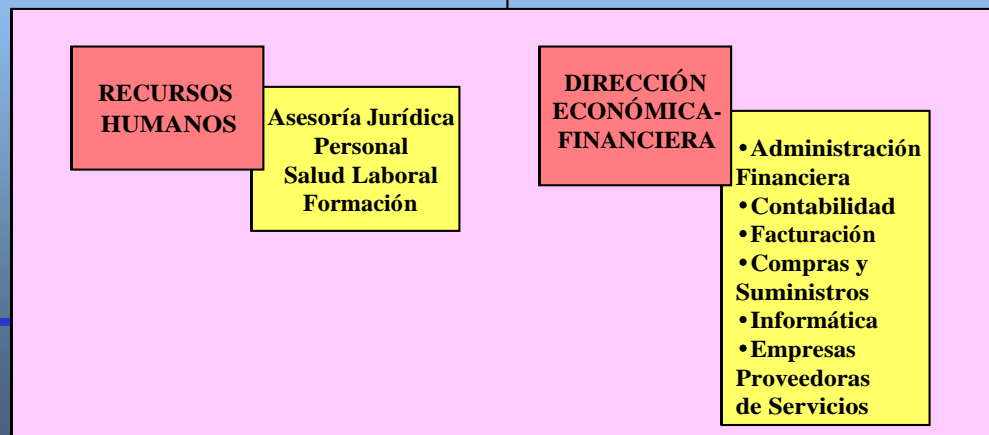 RECURSOS
HUMANOS
Asesoría Jurídica
Personal
Salud Laboral
Formación
DIRECCIÓN
ECONÓMICA-
FINANCIERA
•Administración
Financiera
•Contabilidad
•Facturación
•Compras y
Suministros
•Informática
•Empresas
Proveedoras
de Servicios